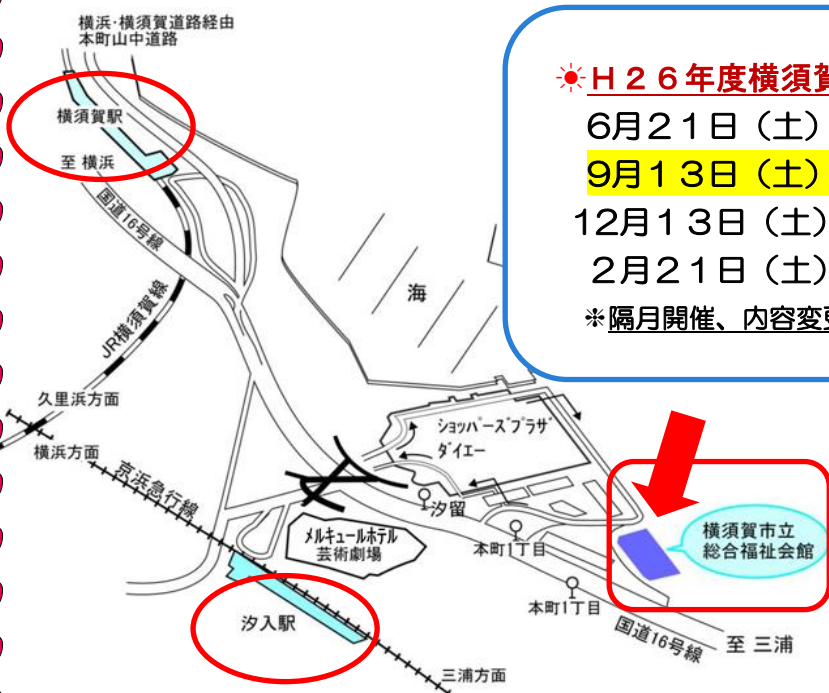 横浜・横須賀道路経由
本町山中道路
横須賀駅
至 横浜
国道16号線
JR横須賀線
久里浜方面
横浜方面
京浜急行線
海
☀Ｈ２６年度横須賀
６月２１日（土）
９月１３日（土）
12月１３日（土）
２月２１日（土）
※隔月開催、内容変更
ショッパーズプラザ
ダイエー
汐留
メルキュールホテル
芸術劇場
本町1丁目
本町1丁目
横須賀市立
総合福祉会館
汐入駅
国道16号線
至 三浦
三浦方面